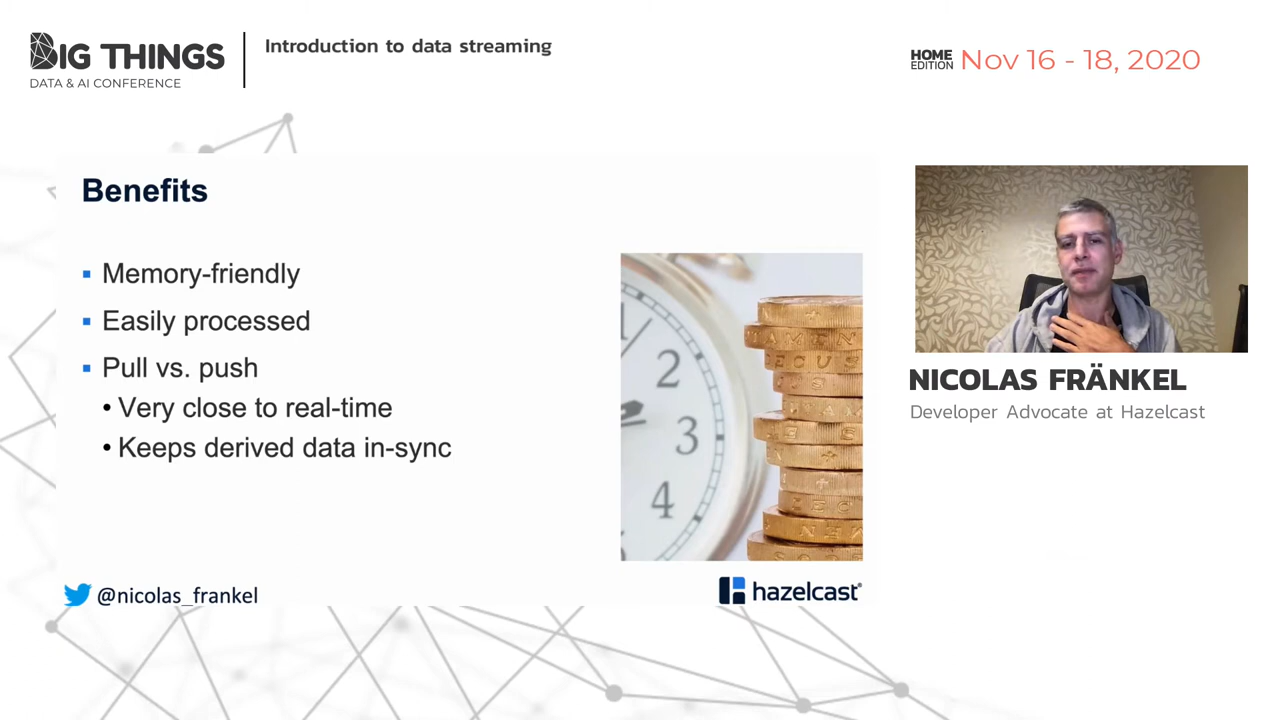 BIG THINGS
DATA & AI CONFERENCE
Introduction to data streaming
HOME
EDITION
Nov 16 - 18, 2020
Benefits
Memory-friendly
Easily processed
Pull vs. push
Very close to real-time
Keeps derived data in-sync
2
3
4
@nicolas_frankel
hazelcast
NICOLAS FRÄNKEL
Developer Advocate at Hazelcast